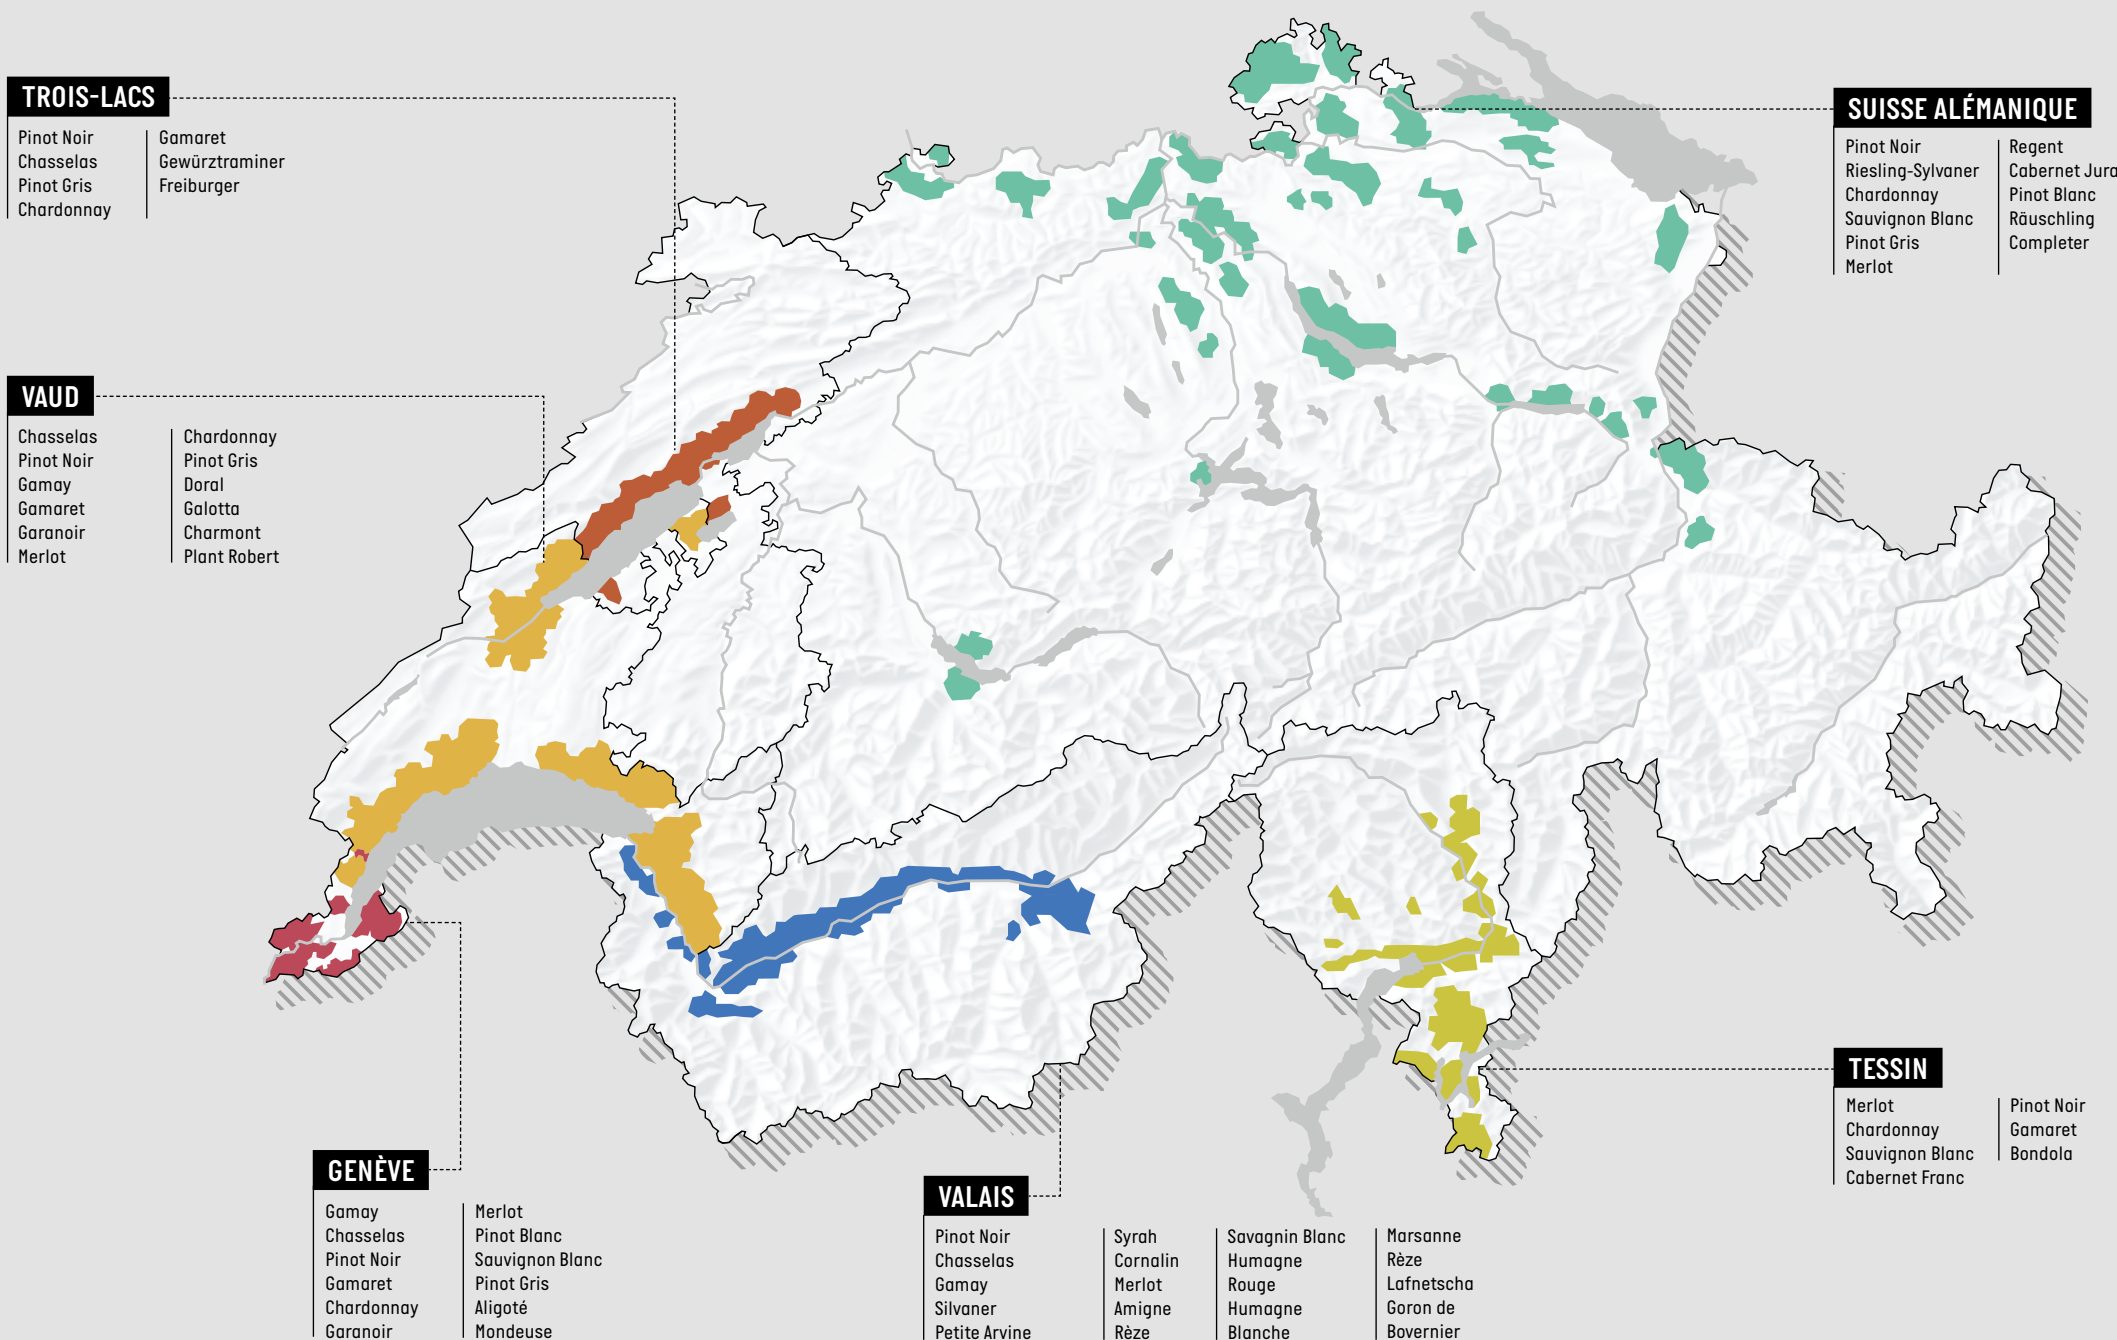 TROIS-LACS
Pinot Noir
Chasselas
Pinot Gris
Chardonnay
Gamaret
Gewürztraminer
Freiburger
SUISSE ALÉMANIQUE
Pinot Noir
Riesling-Sylvaner
Chardonnay
Sauvignon Blanc
Pinot Gris
Merlot
Regent
Cabernet Jura
Pinot Blanc
Räuschling
Completer
VAUD
Chasselas
Pinot Noir
Gamay
Gamaret
Garanoir
Merlot
Chardonnay
Pinot Gris
Doral
Galotta
Charmont
Plant Robert
TESSIN
Merlot
Chardonnay
Sauvignon Blanc
Cabernet Franc
Pinot Noir
Gamaret
Bondola
GENÈVE
Gamay
Chasselas
Pinot Noir
Gamaret
Chardonnay
Garanoir
Merlot
Pinot Blanc
Sauvignon Blanc
Pinot Gris
Aligoté
Mondeuse
VALAIS
Pinot Noir
Chasselas
Gamay
Silvaner
Petite Arvine
Syrah
Cornalin
Merlot
Amigne
Rèze
Savagnin Blanc
Humagne
Rouge
Humagne
Blanche
Marsanne
Rèze
Lafnetscha
Goron de
Bovernier